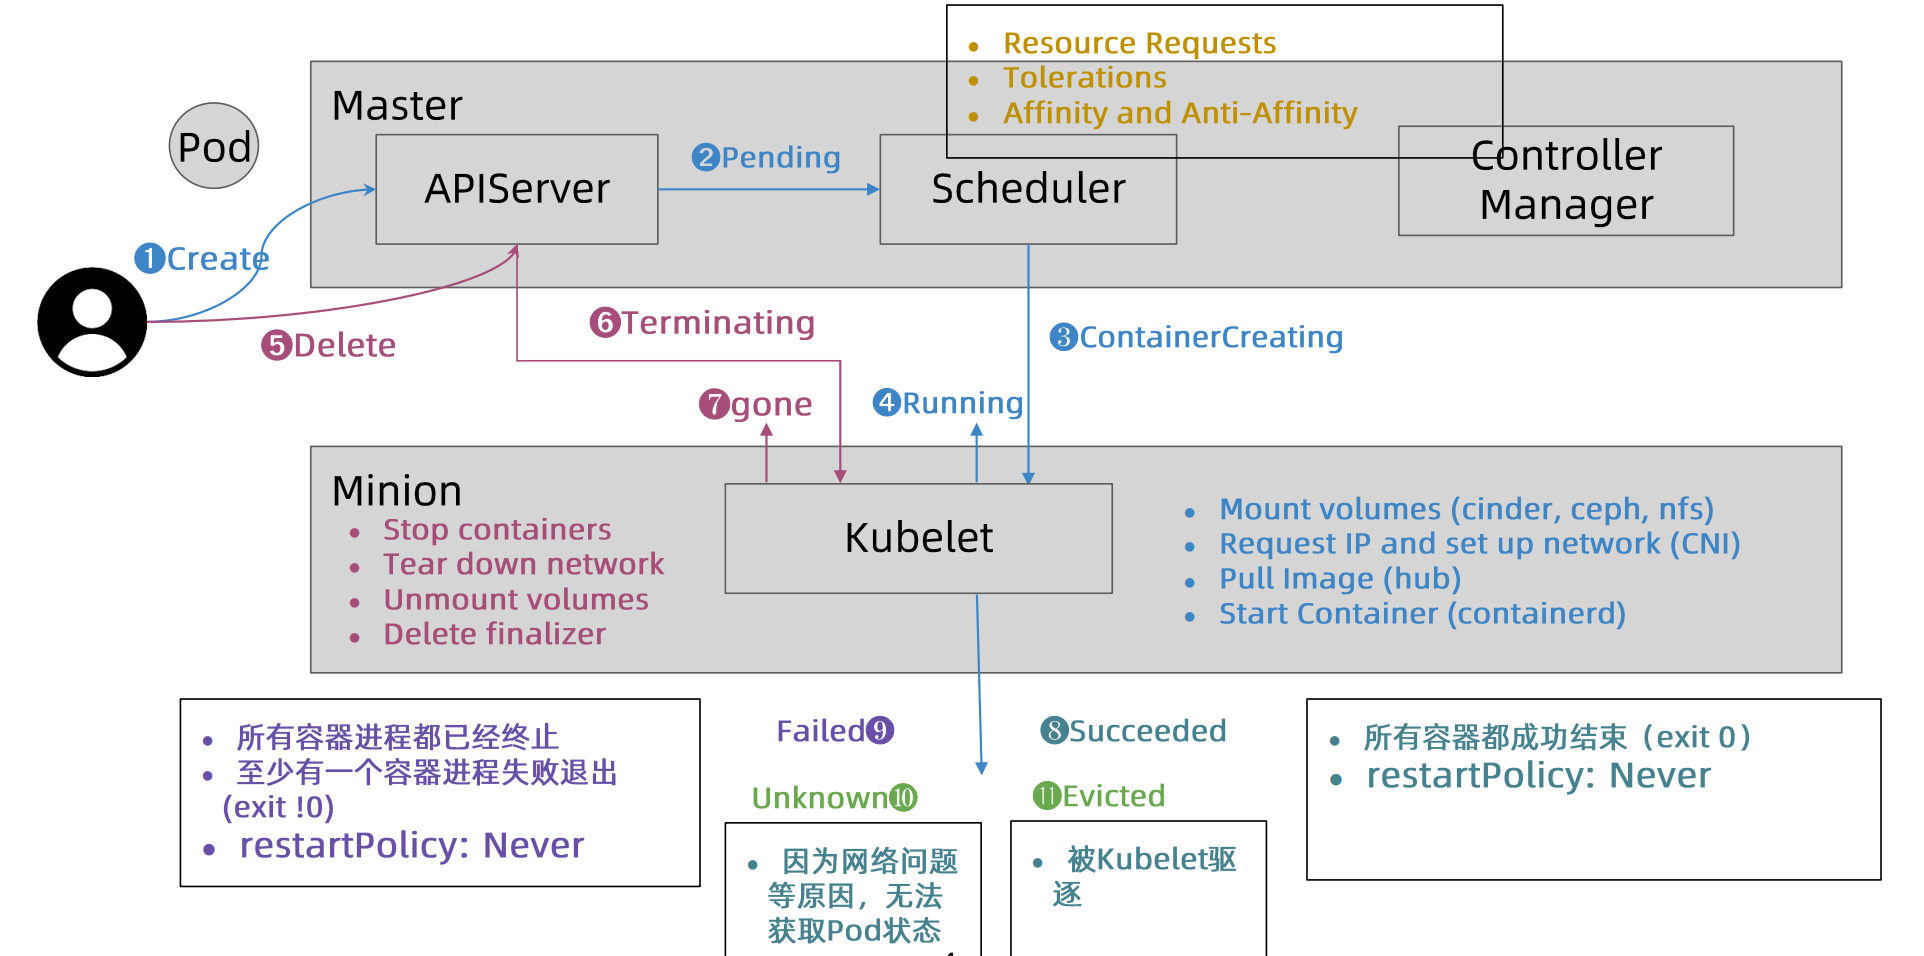 Resource Requests
Tolerations
Affinity and Anti-Affinity
Master
Pod
APIServer
❷Pending
Scheduler
Controller
Manager
❶Create
❺Delete
❻Terminating
❸ContainerCreating
❼gone
❹Running
Minion
Stop containers
Tear down network
Unmount volumes
Delete finalizer
Kubelet
Mount volumes (cinder, ceph, nfs)
Request IP and set up network (CNI)
Pull Image (hub)
Start Container (containerd)
所有容器进程都已经终止
至少有一个容器进程失败退出
(exit !0)
restartPolicy: Never
Failed❾
❽Succeeded
Unknown❿
⓫Evicted
因为网络问题
等原因，无法
获取Pod状态
被Kubelet驱
逐
所有容器都成功结束（exit 0）
restartPolicy: Never